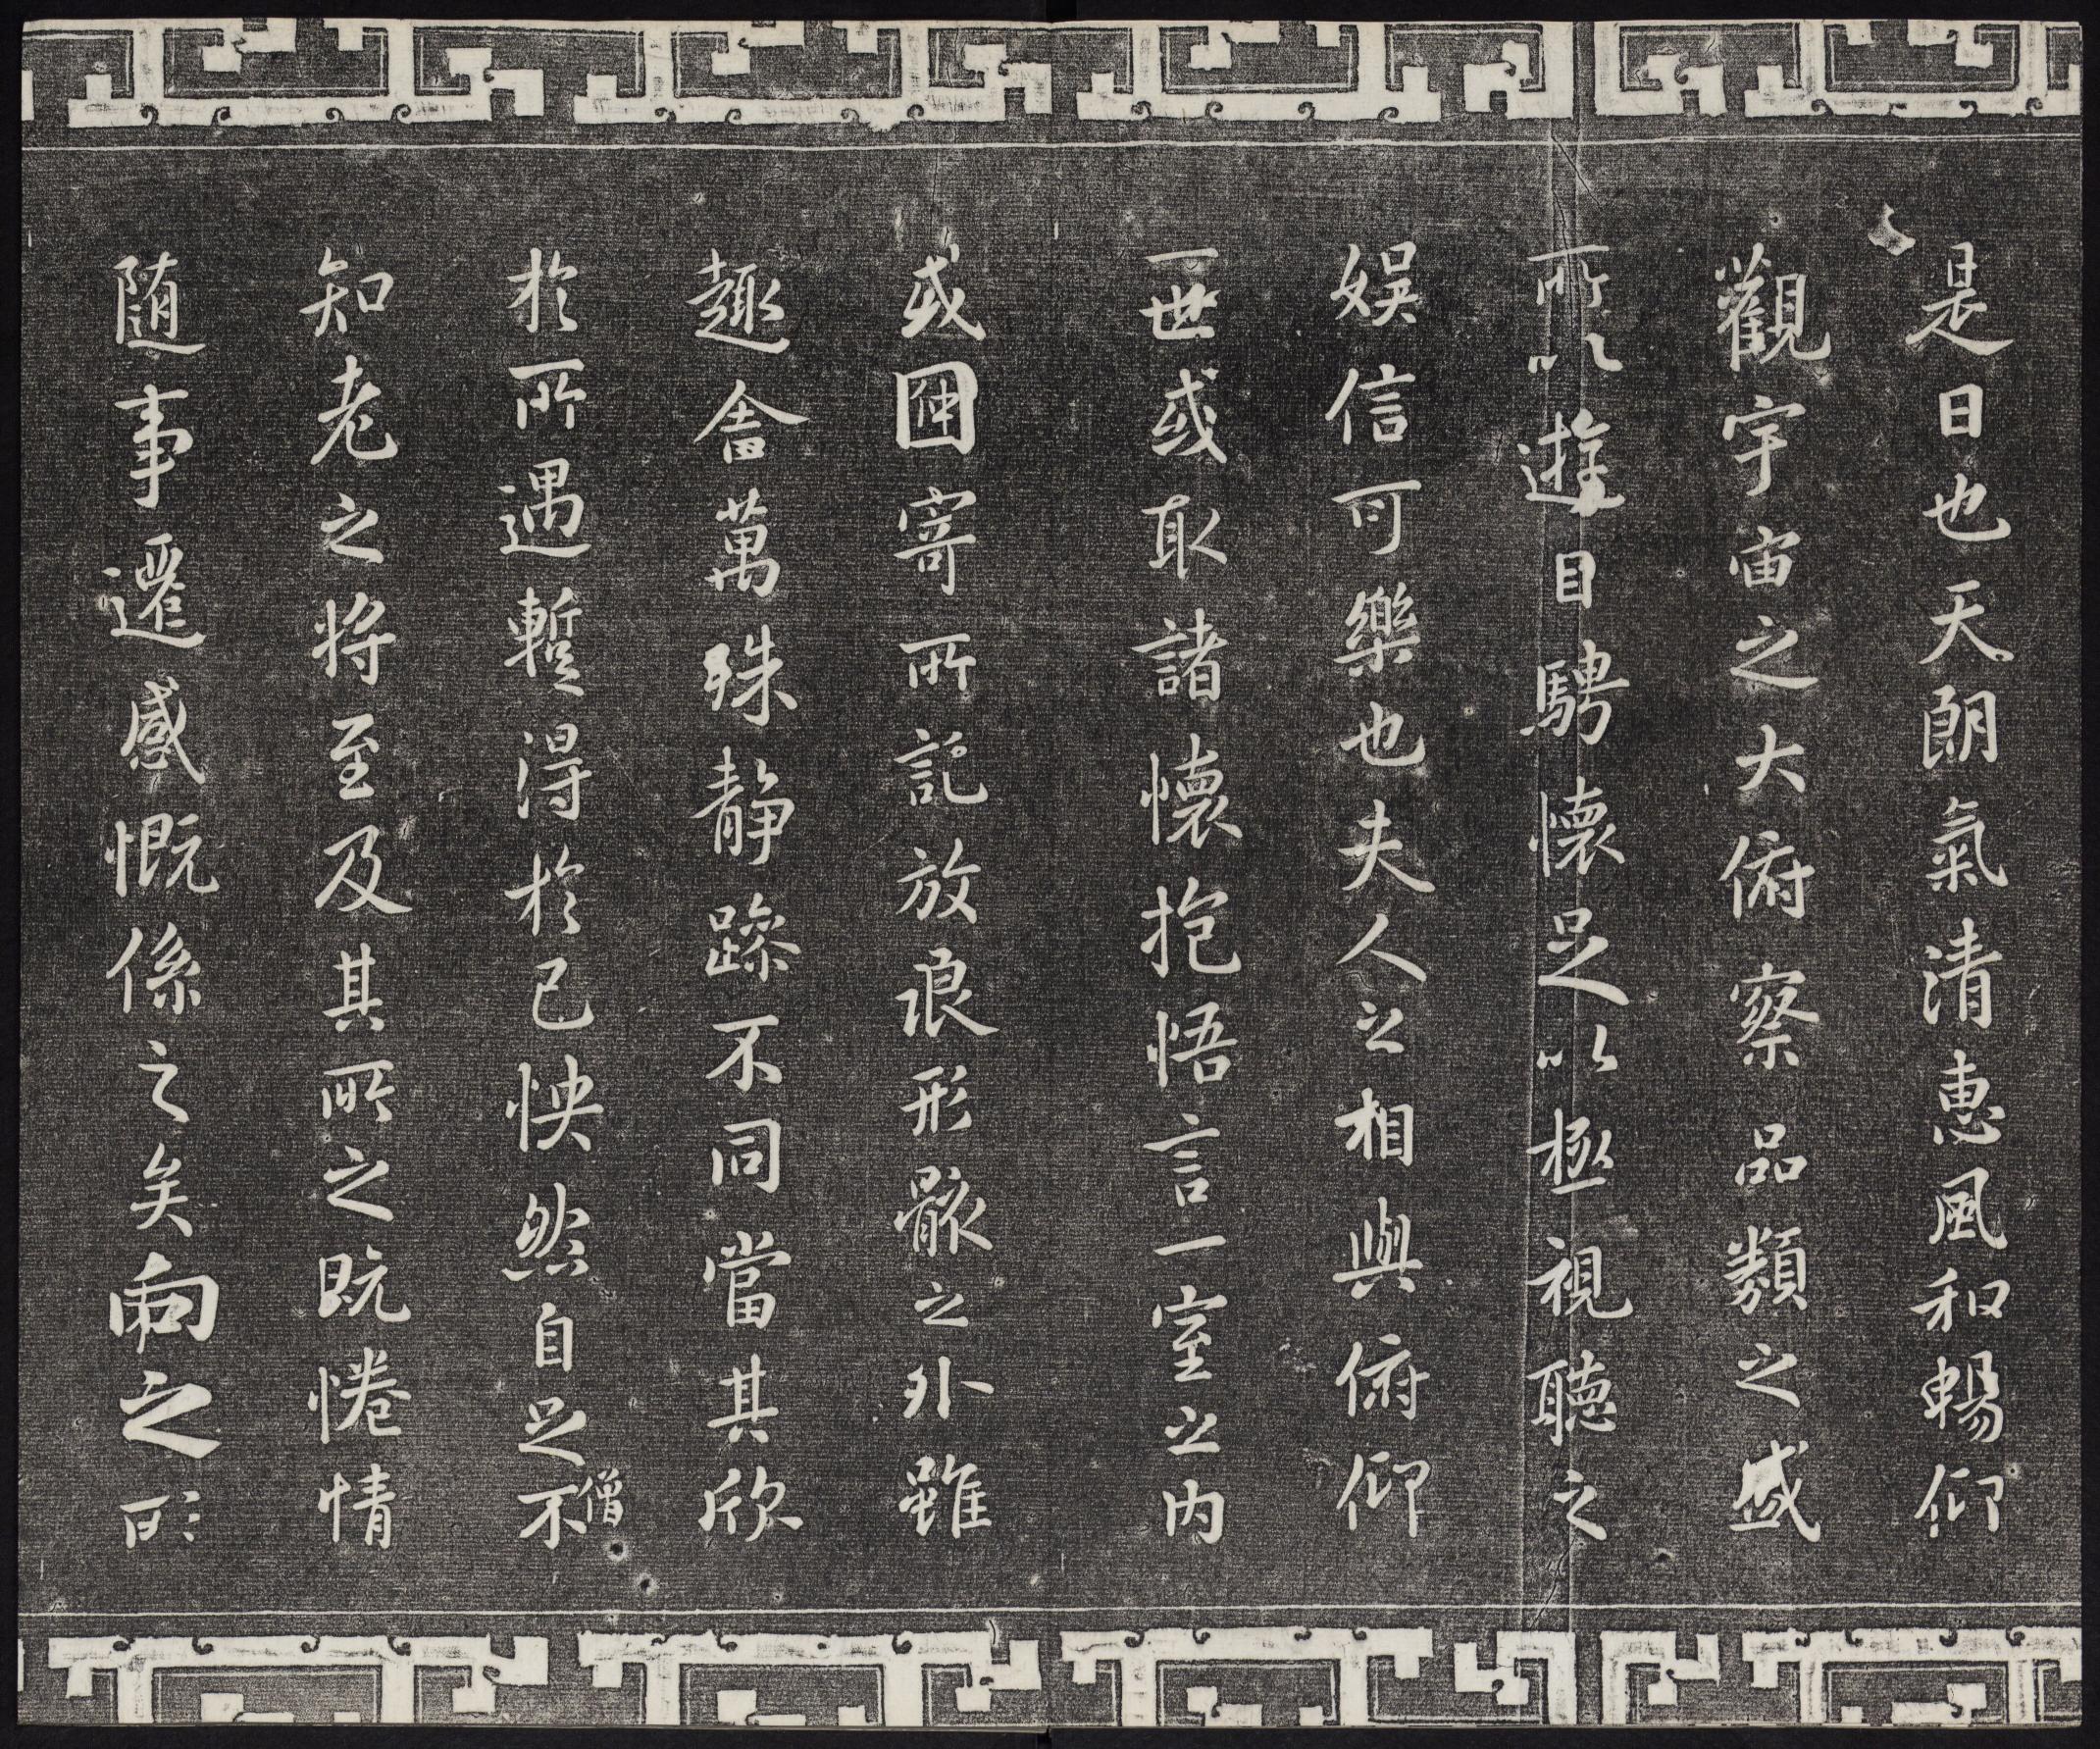 是日也天朗氣清惠風和暢仰
觀宇宙之大俯察品類之盛
所以遊目騁懷足以極視聽之
娛信可樂也夫人之相與俯仰
一世或取諸懷抱悟言一室之内
或因寄所託放浪形骸之外雖
趣舍萬殊靜躁不同當其欣
於所遇暫得於己怏然自足不
僧
知老之將至及其所之既惓情
隨事遷感慨係之矣向之所